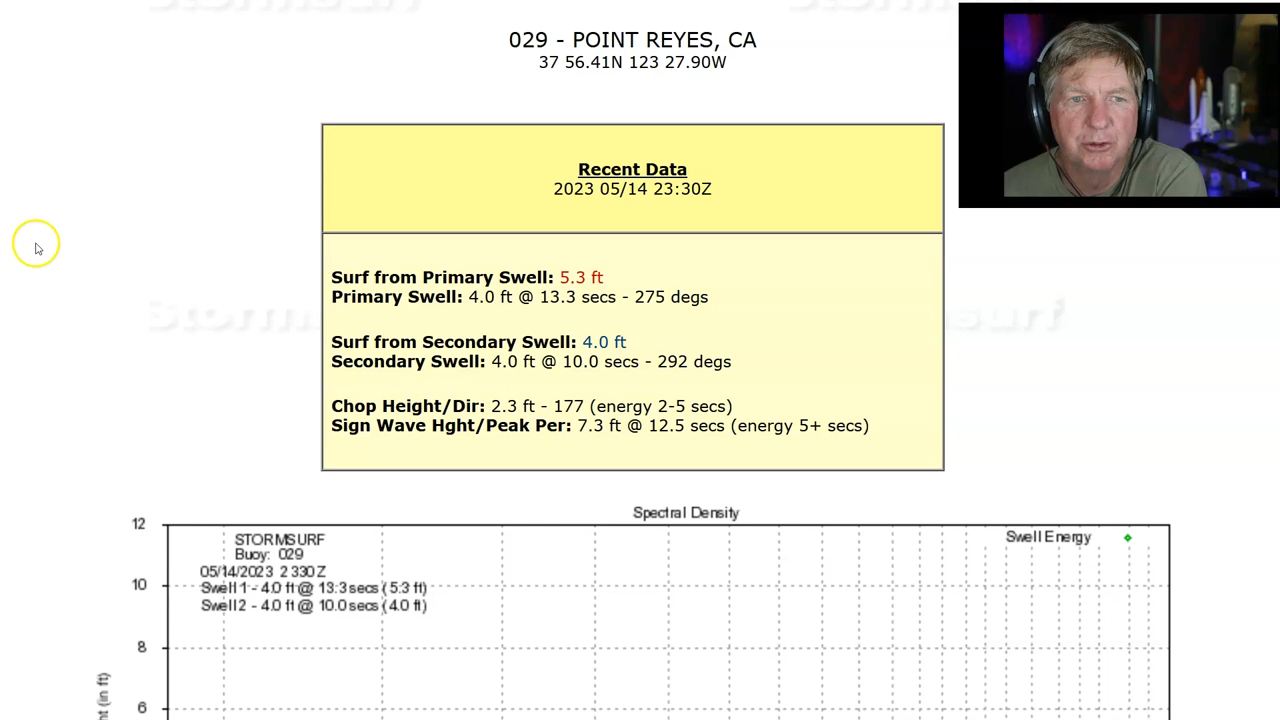 Stormsurf
029 - POINT REYES, CA
37 56.41N 123 27.90W
Recent Data
2023 05/14 23:30Z
Surf from Primary Swell: 5.3 ft
Primary Swell: 4.0 ft @ 13.3 secs - 275 degs
Surf from Secondary Swell: 4.0 ft
Secondary Swell: 4.0 ft @ 10.0 secs - 292 degs
Chop Height/Dir: 2.3 ft - 177 (energy 2-5 secs)
Sign Wave Hght/Peak Per: 7.3 ft @ 12.5 secs (energy 5+ secs)
Spectral Density
12
STORMSURF
Swell Energy
Buoy: 029
05/14/2023 2330Z
10
Swell 1 - 4.0 ft @ 13.3 secs (5.3 ft)
Swell 2 - 4.0 ft @ 10.0 secs (4.0 ft)
8
6
(in ft)